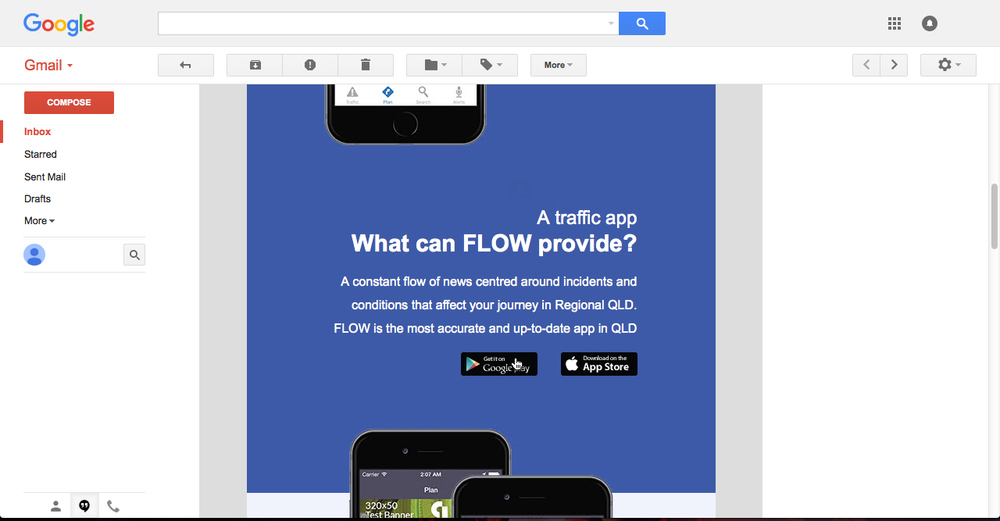 Google
Gmail
More
COMPOSE
Inbox
Starred
Sent Mail
Drafts
More
Traffic Plan Search Alerts
A traffic app
What can FLOW provide?
A constant flow of news centred around incidents and
conditions that affect your journey in Regional QLD.
FLOW is the most accurate and up-to-date app in QLD
Get it on
Google play
Download on the
App Store
Carrier 2:07 AM
Plan
320x50
Test Banner